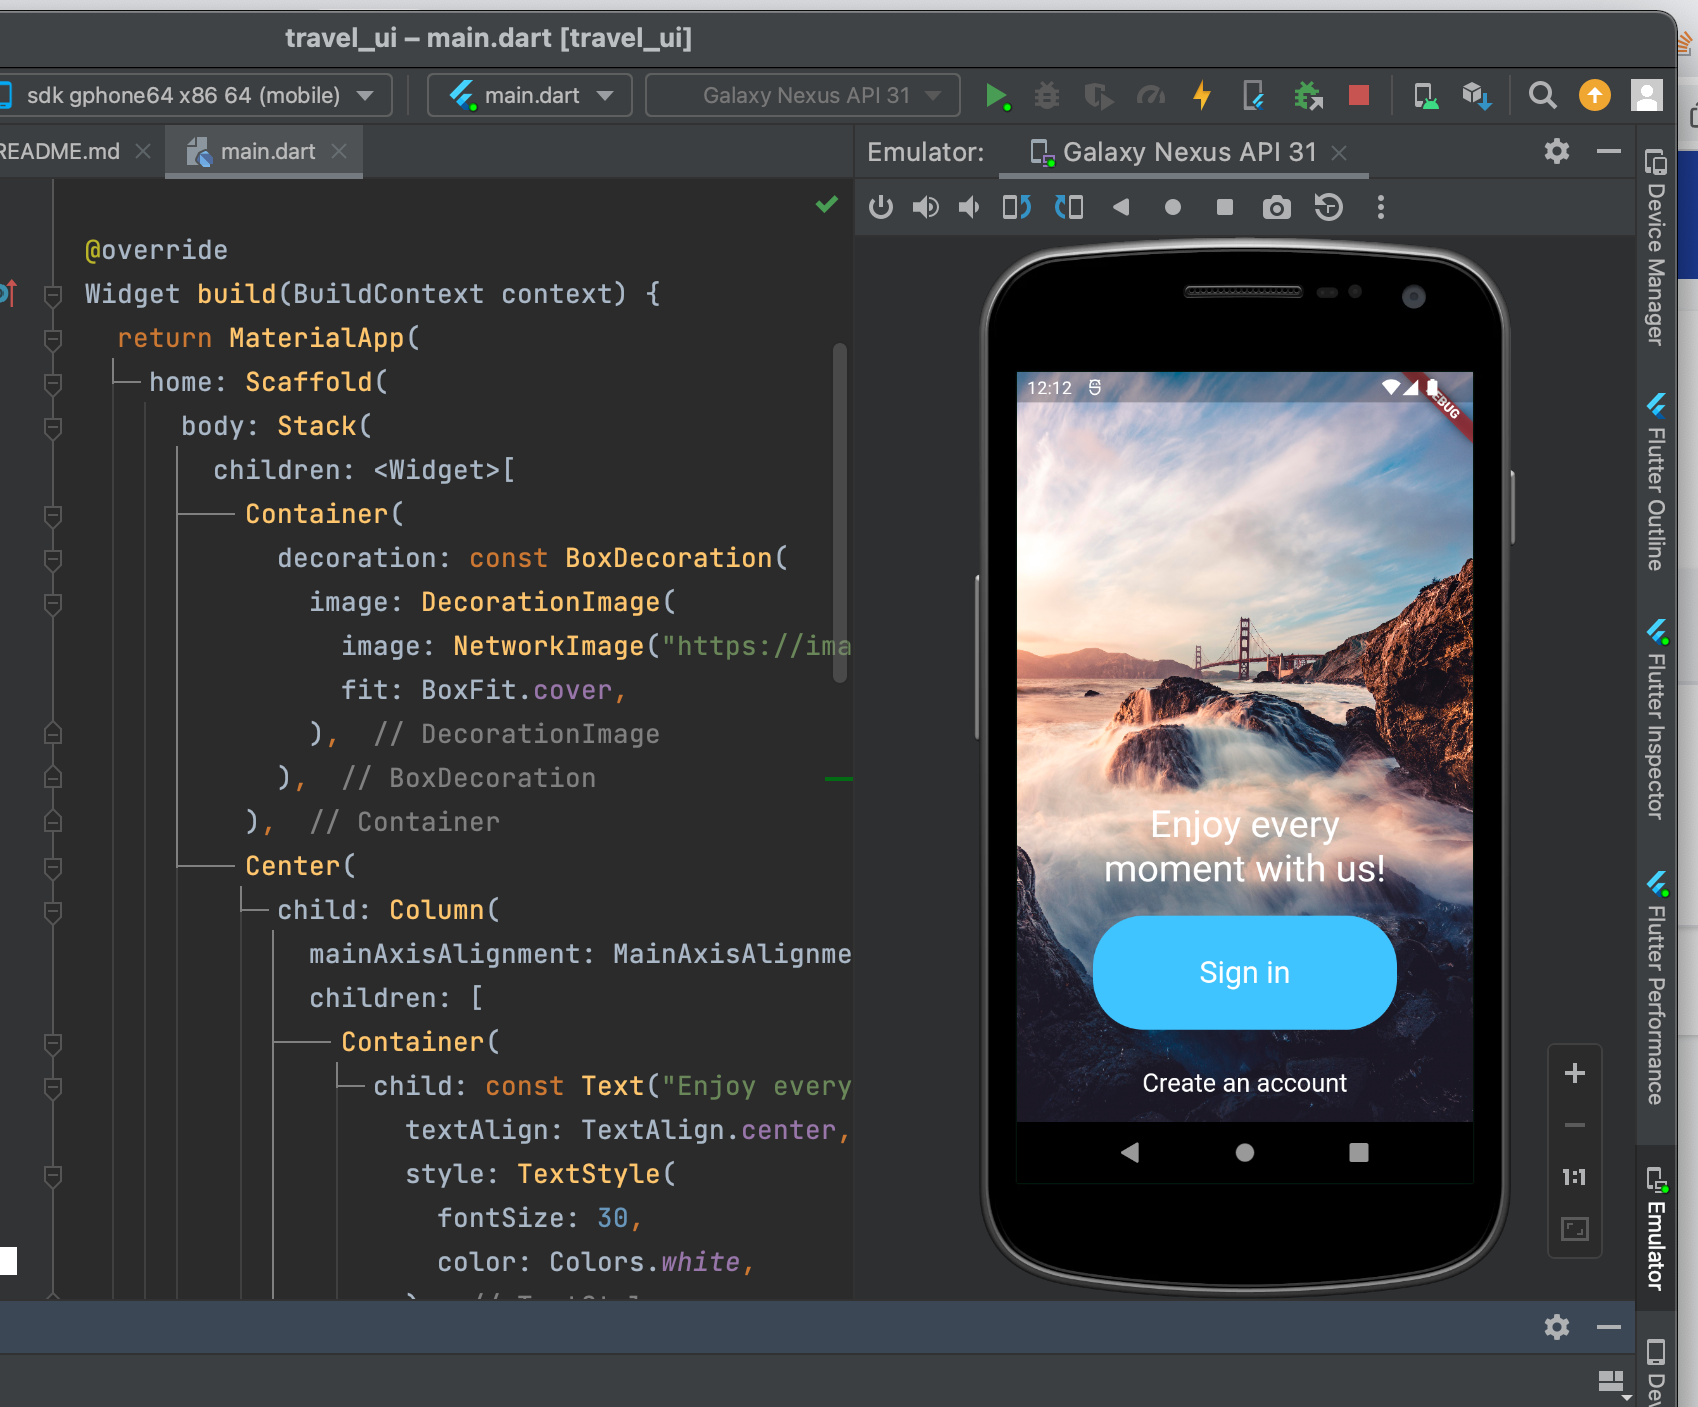 travel_ui – main.dart [travel_ui]
sdk gphone64 x86 64 (mobile)
main.dart
Galaxy Nexus API 31
README.md
main.dart
Emulator:
Galaxy Nexus API 31
@override
Widget build(BuildContext context) {
return MaterialApp(
home: Scaffold(
body: Stack(
children: <Widget>[
Container(
decoration: const BoxDecoration(
image: DecorationImage(
image: NetworkImage("https://ima
fit: BoxFit.cover,
), // DecorationImage
), // BoxDecoration
), // Container
Center(
child: Column(
mainAxisAlignment: MainAxisAlignme
children: [
Container(
child: const Text("Enjoy every
textAlign: TextAlign.center,
style: TextStyle(
fontSize: 30,
color: Colors.white,
12:12
Enjoy every
moment with us!
Sign in
Create an account
1:1
Device Manager
Flutter Outline
Flutter Inspector
Flutter Performance
Emulator